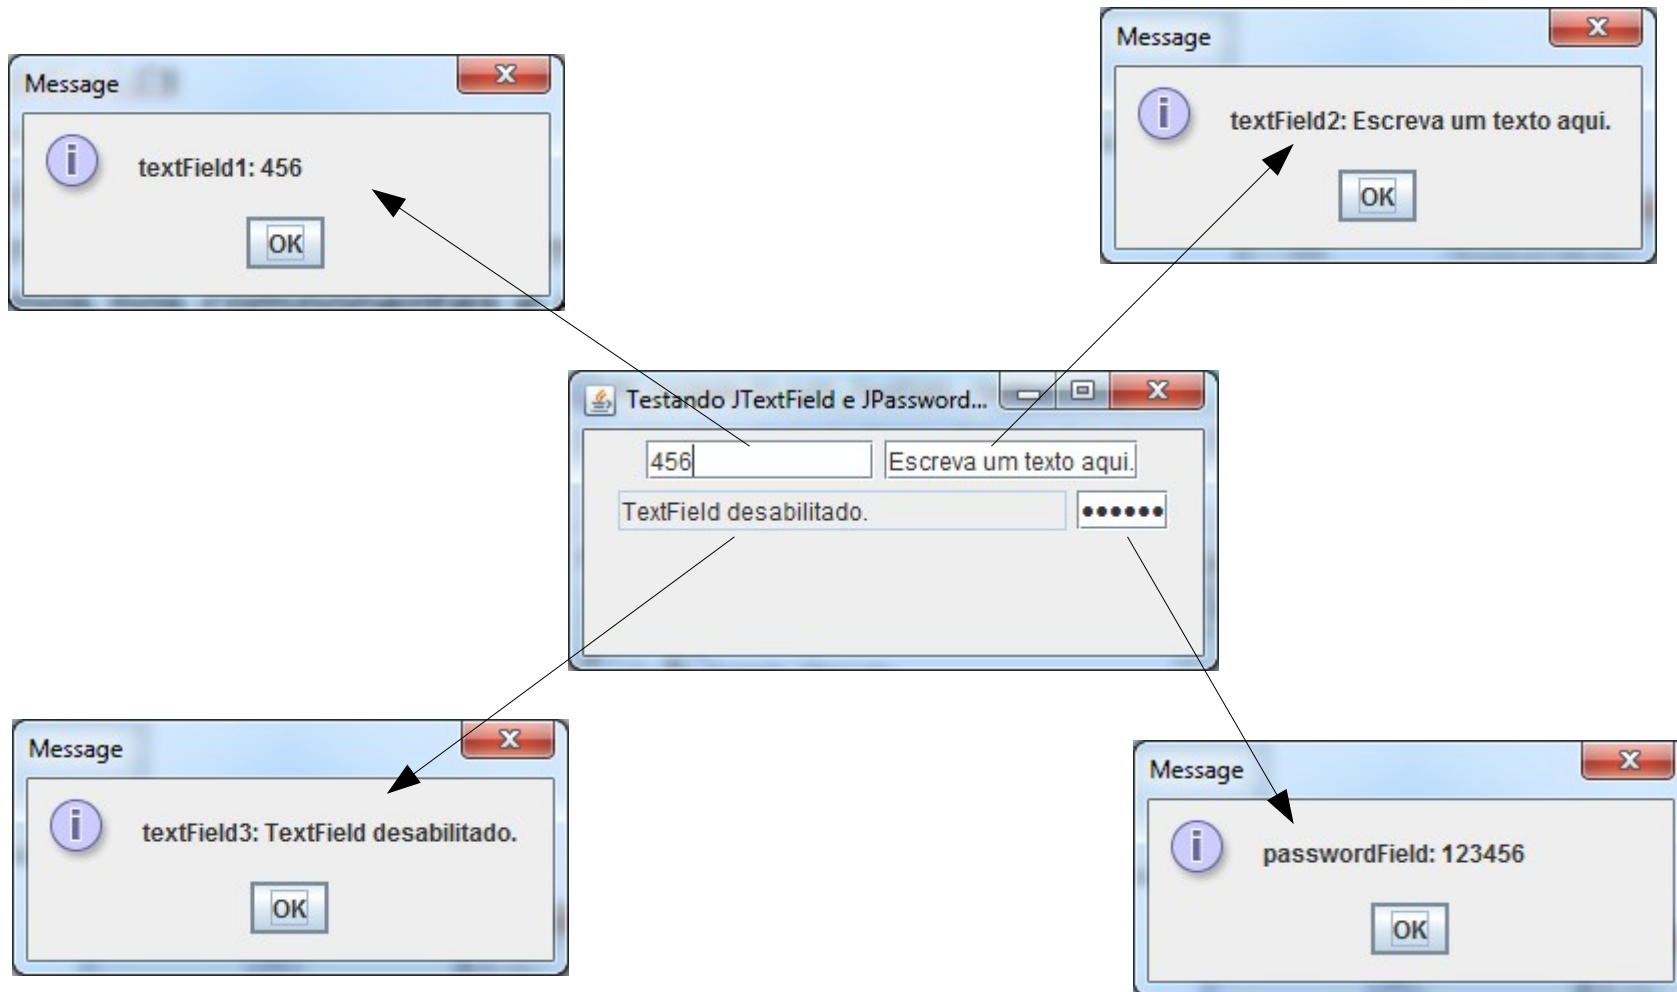 Message
textField1: 456
OK
Message
textField2: Escreva um texto aqui.
OK
Testando JTextField e JPassword...
456
Escreva um texto aqui.
TextField desabilitado.
••••••
Message
textField3: TextField desabilitado.
OK
Message
passwordField: 123456
OK